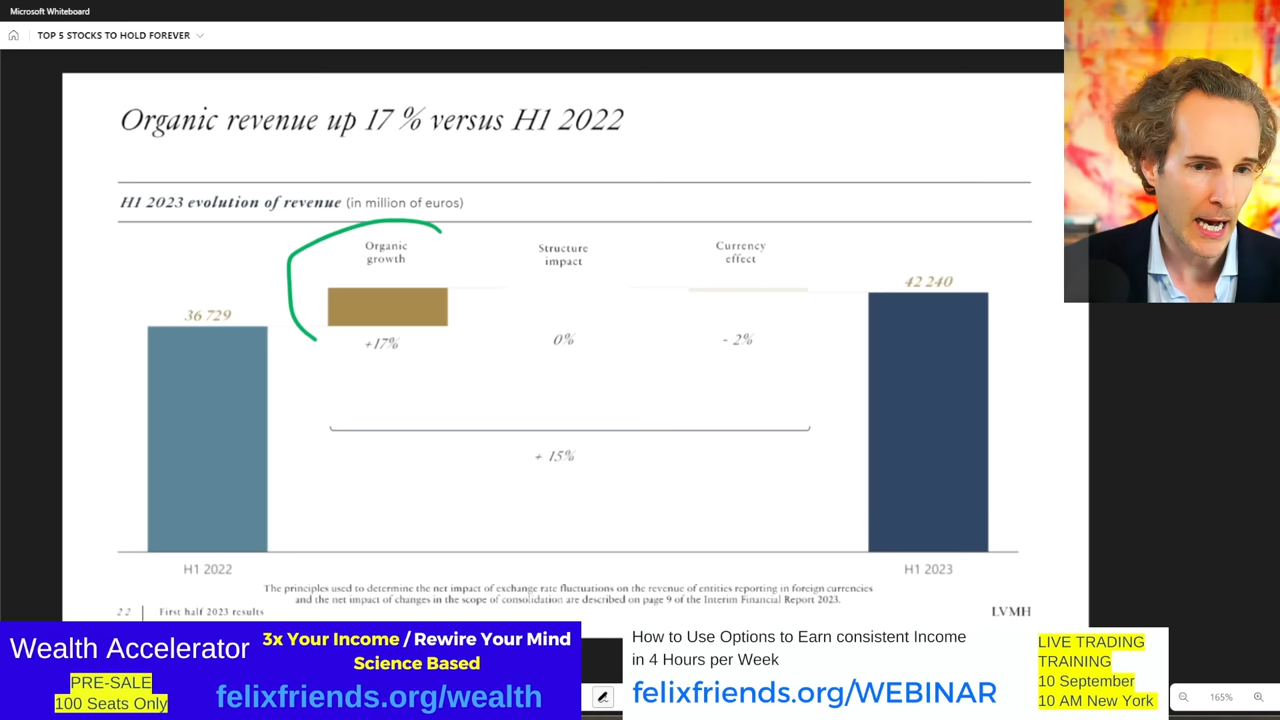 Microsoft Whiteboard
TOP 5 STOCKS TO HOLD FOREVER
Organic revenue up 17 % versus H1 2022
H1 2023 evolution of revenue (in million of euros)
Organic
growth
Structure
impact
Currency
effect
36 729
42 240
+17%
0%
- 2%
+ 15%
H1 2022
H1 2023
The principles used to determine the net impact of exchange rate fluctuations on the revenue of entities reporting in foreign currencies
and the net impact of changes in the scope of consolidation are described on page 9 of the Interim Financial Report 2023.
22 | First half 2023 results
LVMH
Wealth Accelerator
PRE-SALE
100 Seats Only
3x Your Income / Rewire Your Mind
Science Based
felixfriends.org/wealth
How to Use Options to Earn consistent Income
in 4 Hours per Week
felixfriends.org/WEBINAR
LIVE TRADING
TRAINING
10 September
10 AM New York
165%